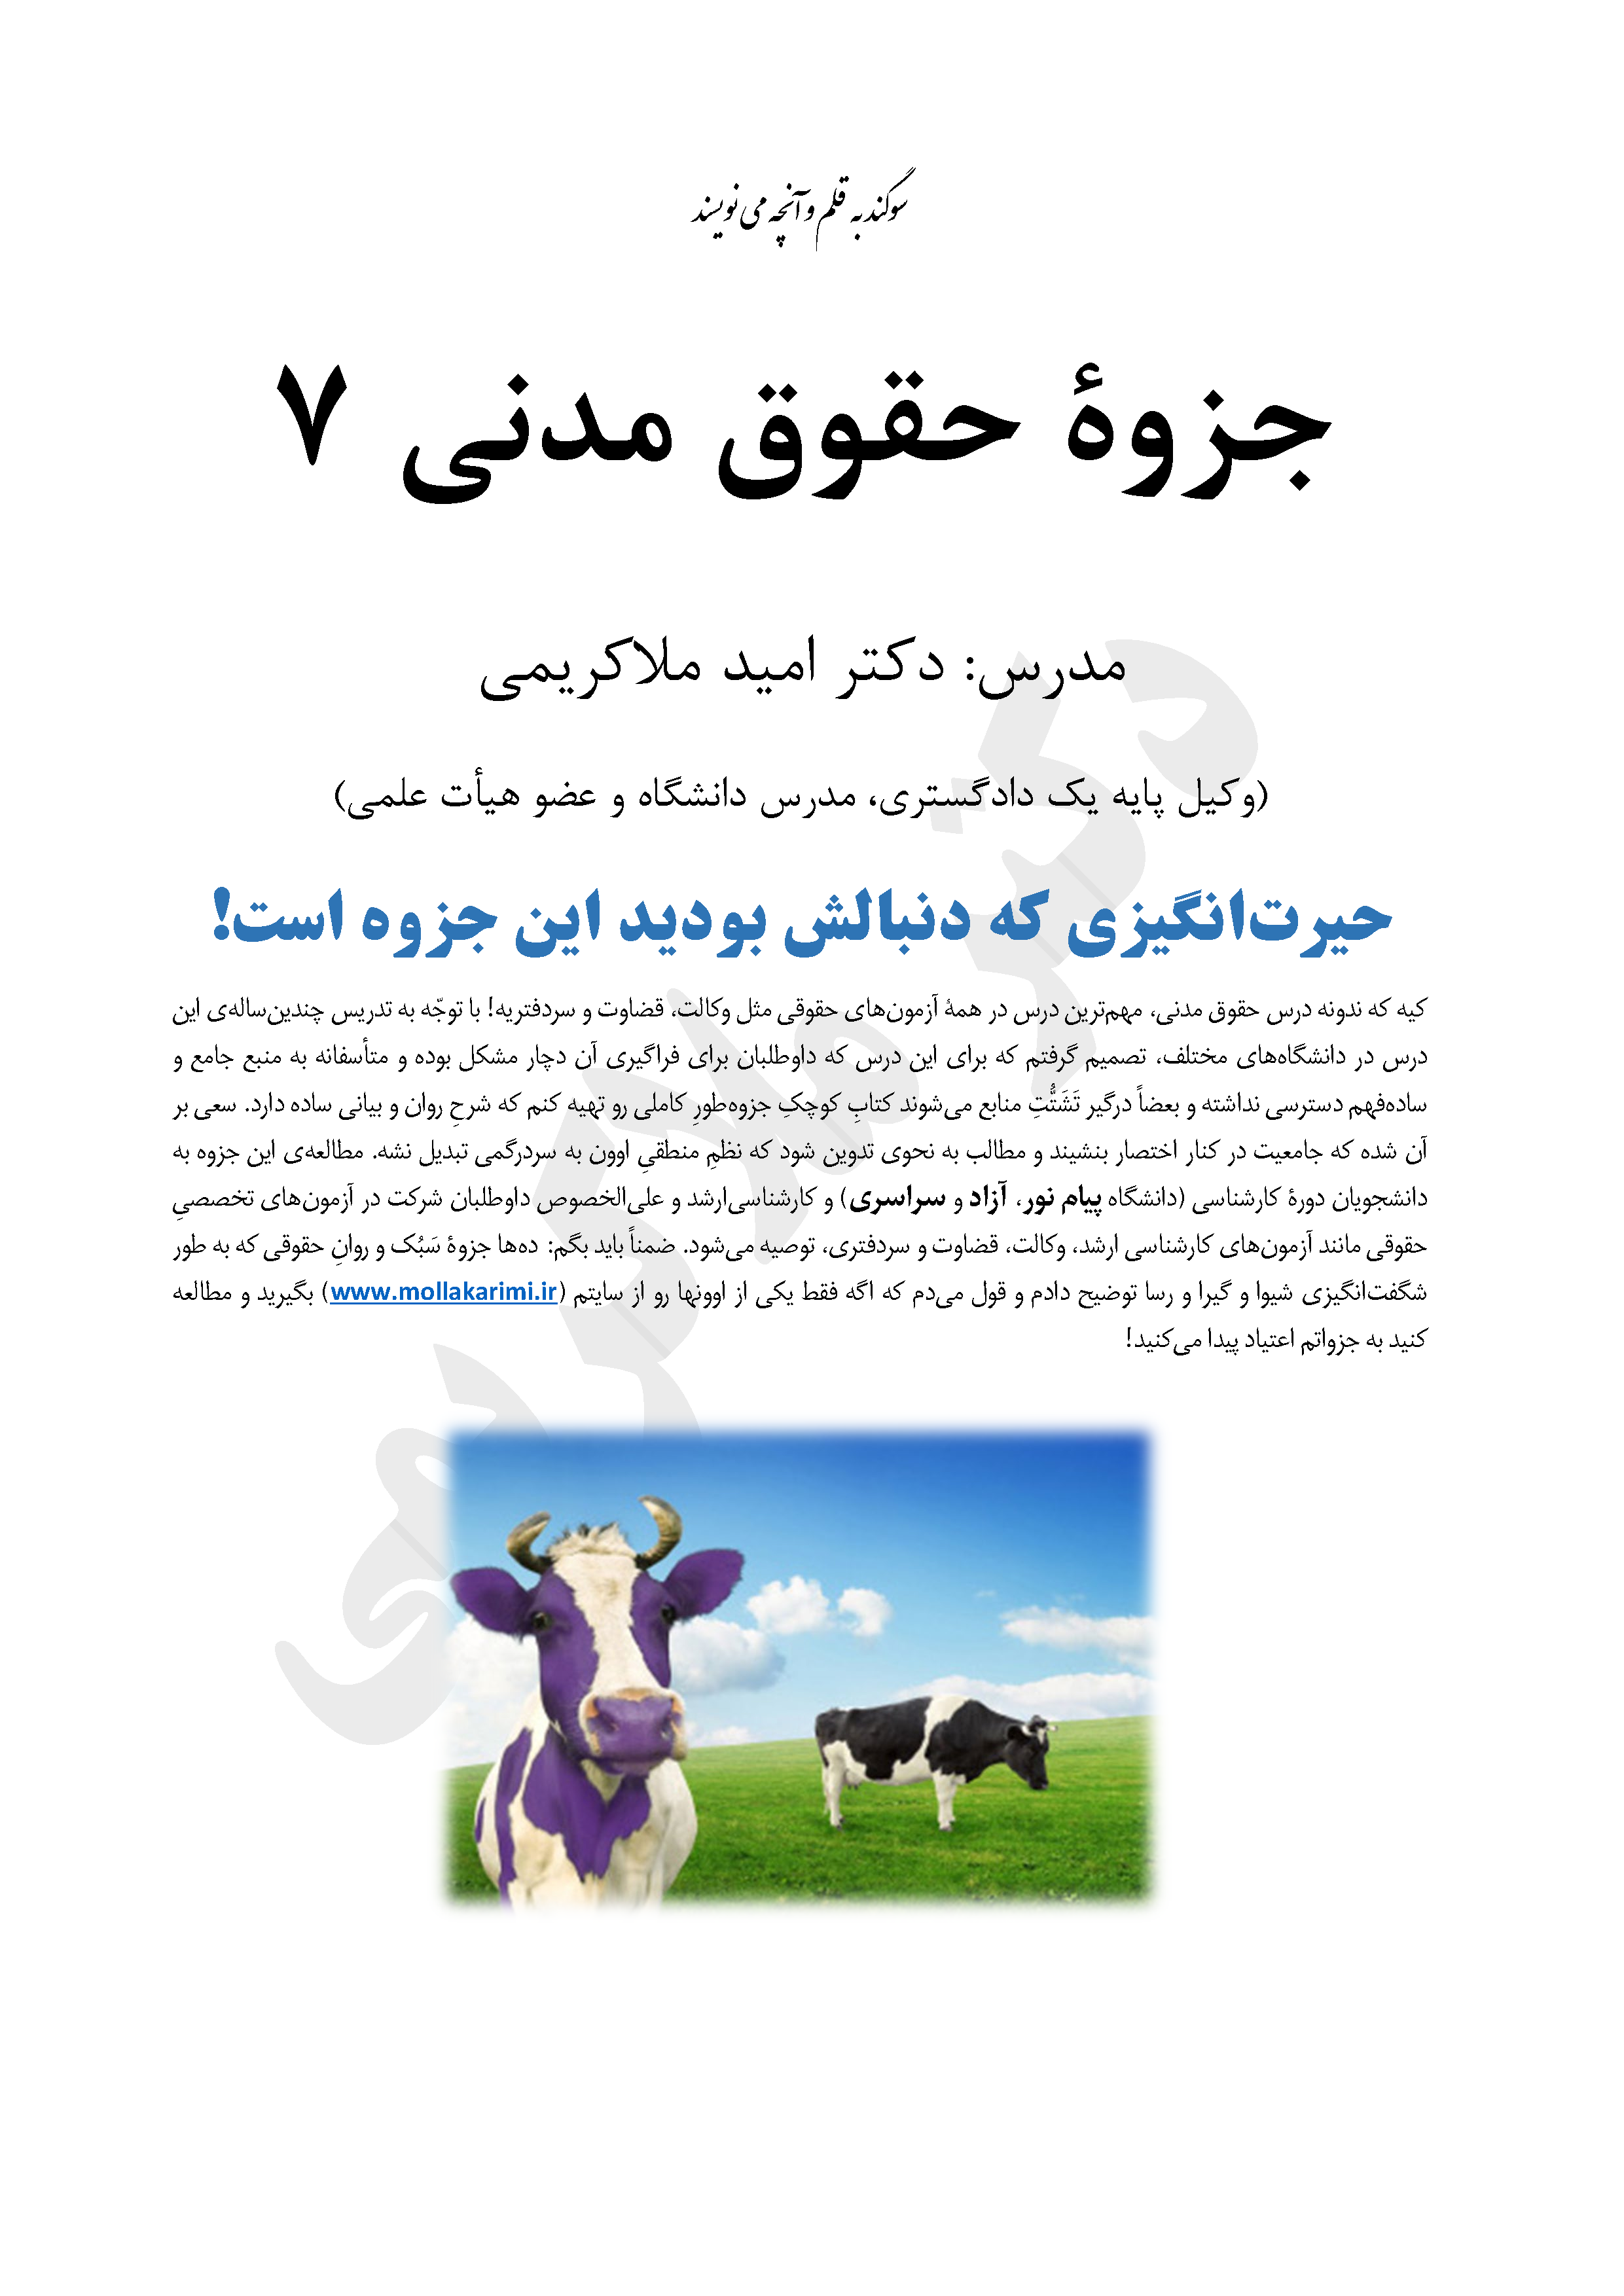 سوگند به قلم و آنچه می‌نویسند
جزوهٔ حقوق مدنی ۷
مدرس: دکتر امید ملاکریمی
(وکیل پایه یک دادگستری، مدرس دانشگاه و عضو هیأت علمی)
حیرت‌انگیزی که دنبالش بودید این جزوه است!
کیه که ندونه درس حقوق مدنی، مهم‌ترین درس در همهٔ آزمون‌های حقوقی مثل وکالت، قضاوت و سردفتریه! با توجّه به تدریس چندین‌ساله‌ی این
درس در دانشگاه‌های مختلف، تصمیم گرفتم که برای این درس که داوطلبان برای فراگیری آن دچار مشکل بوده و متأسفانه به منبع جامع و
ساده‌فهم دسترسی نداشته و بعضاً درگیر تَشَتُّتِ منابع می‌شوند کتابِ کوچکِ جزوه‌طورِ کاملی رو تهیه کنم که شرحِ روان و بیانی ساده دارد. سعی بر
آن شده که جامعیت در کنار اختصار بنشیند و مطالب به نحوی تدوین شود که نظمِ منطقیِ اوون به سردرگمی تبدیل نشه. مطالعه‌ی این جزوه به
دانشجویان دورهٔ کارشناسی (دانشگاه پیام نور، آزاد و سراسری) و کارشناسی‌ارشد و علی‌الخصوص داوطلبان شرکت در آزمون‌های تخصصیِ
حقوقی مانند آزمون‌های کارشناسی ارشد، وکالت، قضاوت و سردفتری، توصیه می‌شود. ضمناً باید بگم: ده‌ها جزوهٔ سَبُک و روانِ حقوقی که به طور
شگفت‌انگیزی شیوا و گیرا و رسا توضیح دادم و قول می‌دم که اگه فقط یکی از اوونها رو از سایتم (www.mollakarimi.ir) بگیرید و مطالعه
کنید به جزواتم اعتیاد پیدا می‌کنید!
دکتر ملاکریمی